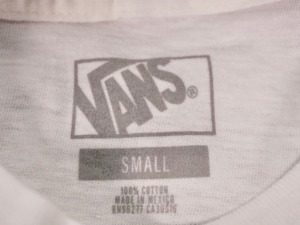 VANS®
SMALL
100% COTTON
MADE IN MEXICO